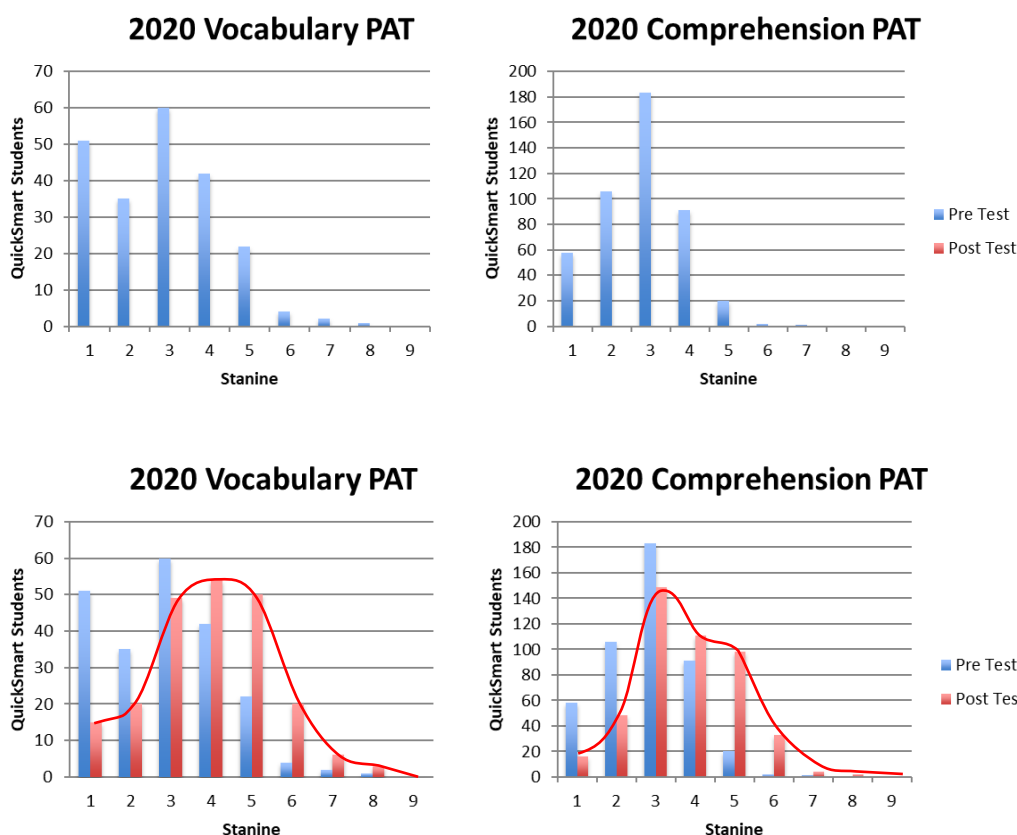 2020 Vocabulary PAT
70
60
50
40
30
20
10
0
QuickSmart Students
1 2 3 4 5 6 7 8 9
Stanine
2020 Comprehension PAT
200
180
160
140
120
100
80
60
40
20
0
QuickSmart Students
1 2 3 4 5 6 7 8 9
Stanine
Pre Test
Post Test
2020 Vocabulary PAT
70
60
50
40
30
20
10
0
QuickSmart Students
1 2 3 4 5 6 7 8 9
Stanine
2020 Comprehension PAT
200
180
160
140
120
100
80
60
40
20
0
QuickSmart Students
1 2 3 4 5 6 7 8 9
Stanine
Pre Test
Post Test